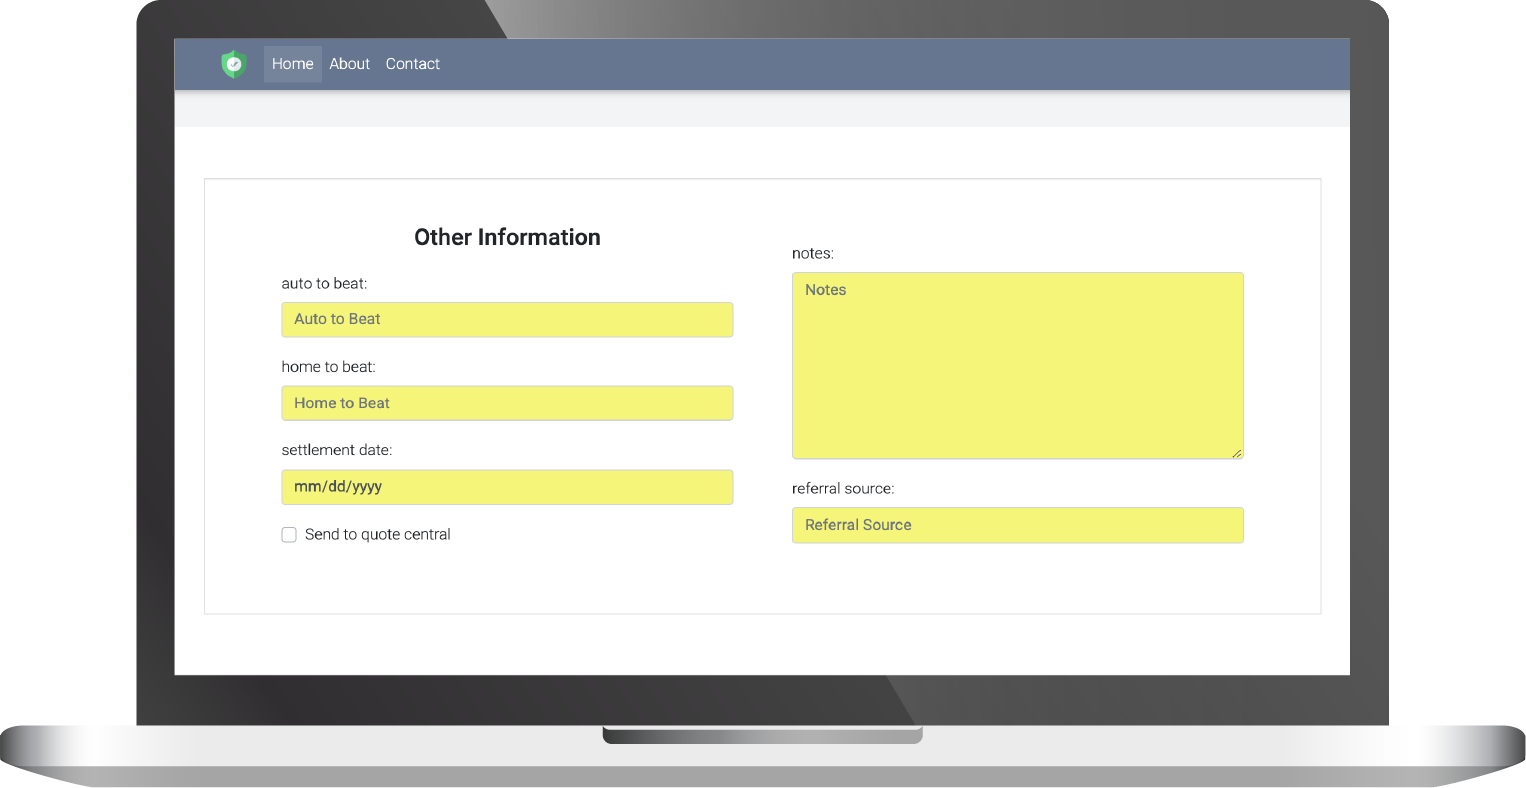 Home About Contact
Other Information
auto to beat:
Auto to Beat
home to beat:
Home to Beat
settlement date:
mm/dd/yyyy
Send to quote central
notes:
Notes
referral source:
Referral Source